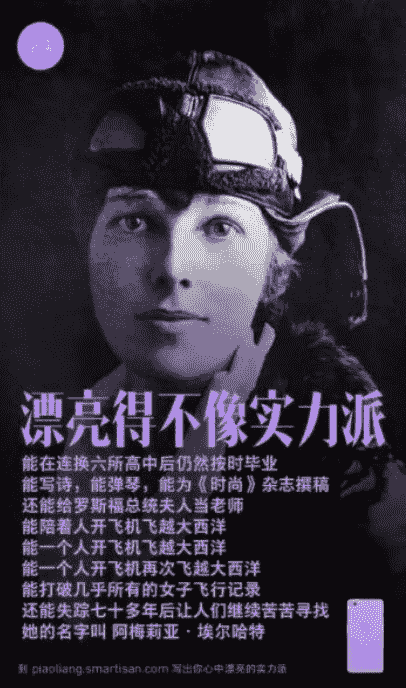 漂亮得不像实力派
能在连换六所高中后仍然按时毕业
能写诗，能弹琴，能为《时尚》杂志撰稿
还能给罗斯福总统夫人当老师
能陪着人开飞机飞越大西洋
能一个人开飞机飞越大西洋
能一个人开飞机再次飞越大西洋
能打破几乎所有的女子飞行记录
还能失踪七十多年后让人们继续苦苦寻找
她的名字叫 阿梅莉亚·埃尔哈特
到 piaoliang.smartisan.com 写出你心中漂亮的实力派